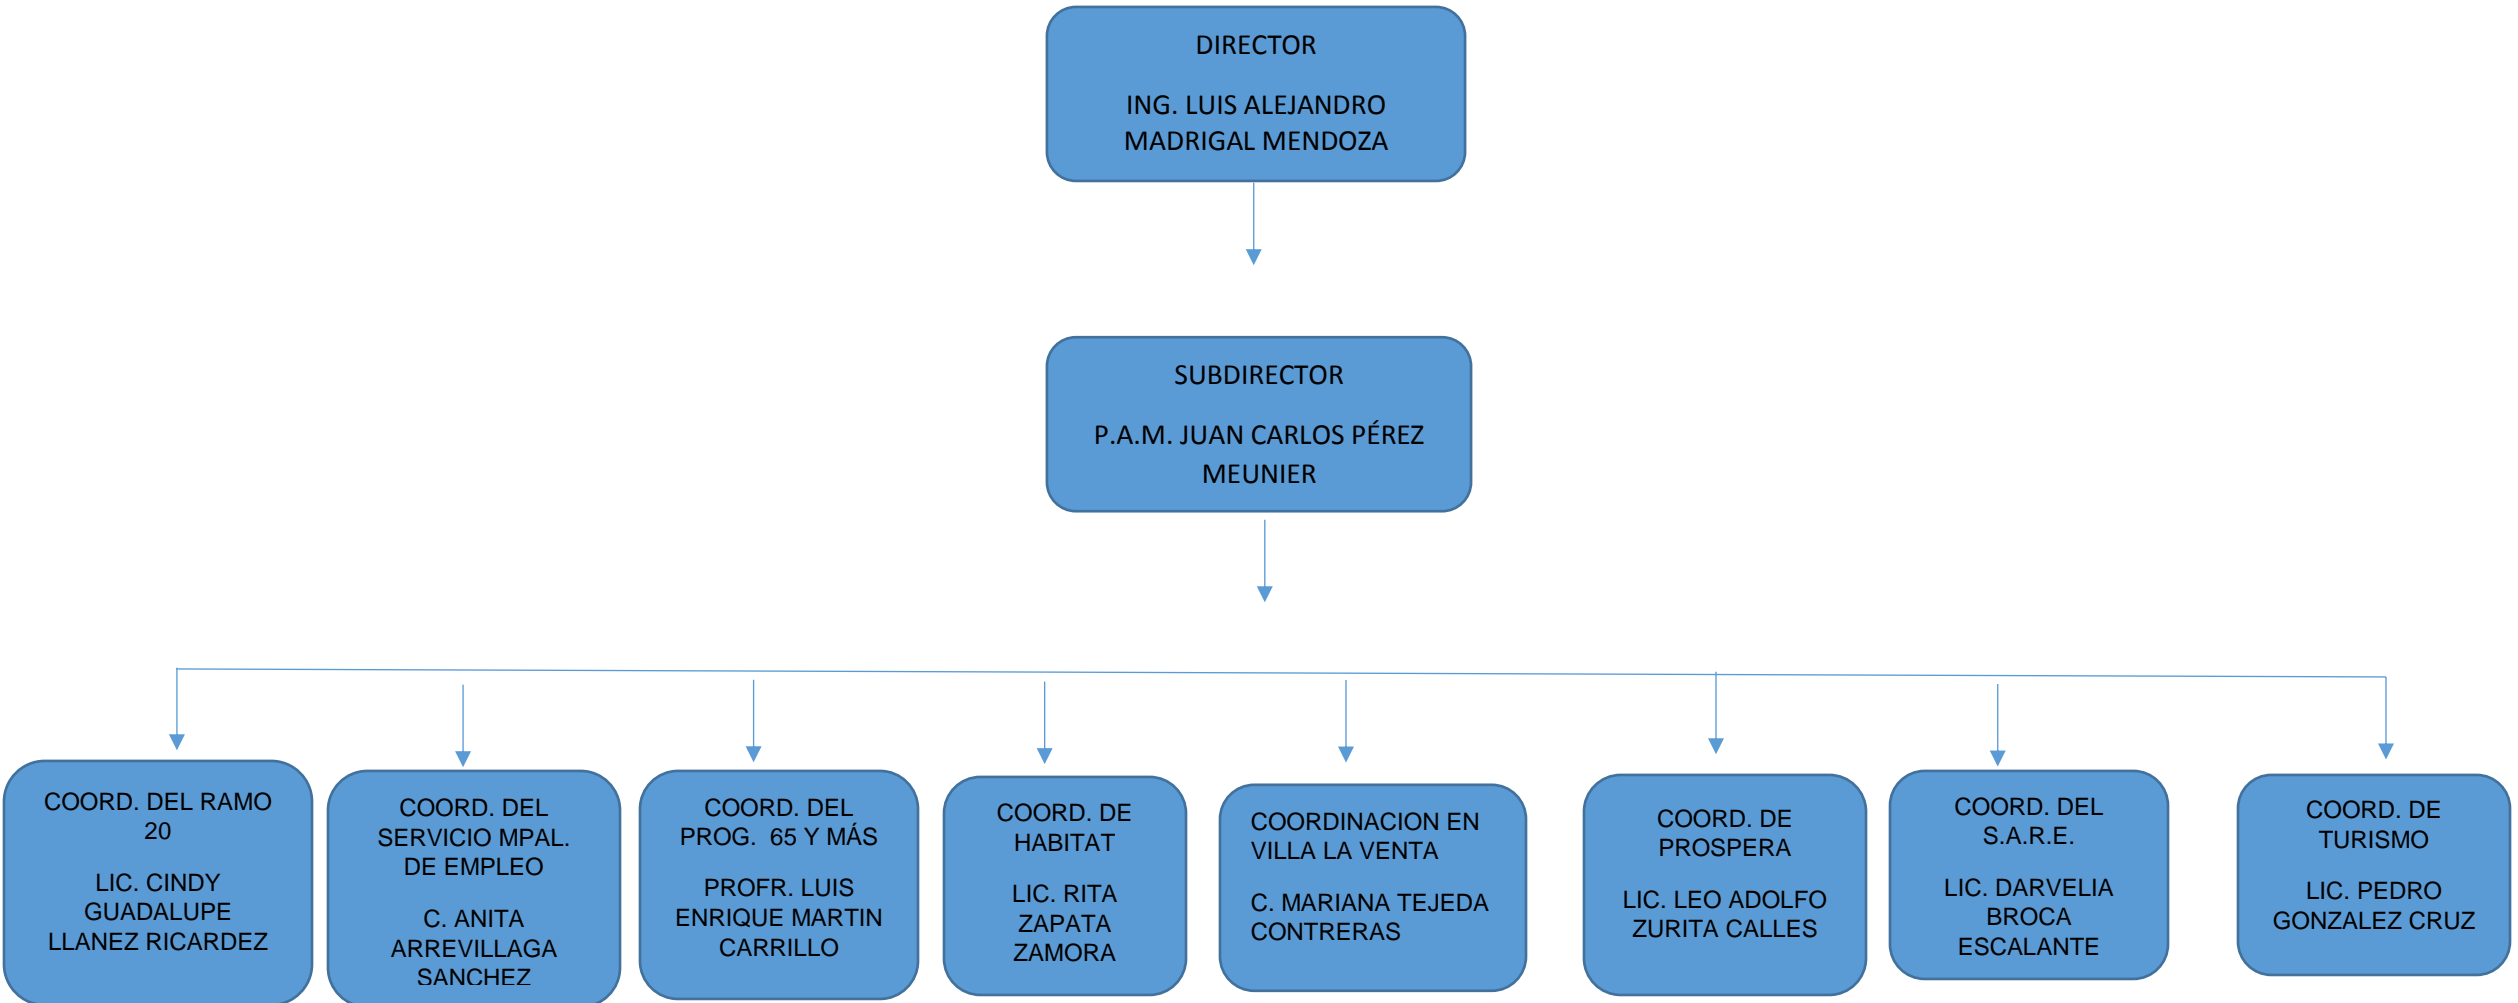 DIRECTOR
ING. LUIS ALEJANDRO
MADRIGAL MENDOZA
SUBDIRECTOR
P.A.M. JUAN CARLOS PÉREZ
MEUNIER
COORD. DEL RAMO
20
LIC. CINDY
GUADALUPE
LLANEZ RICARDEZ
COORD. DEL
SERVICIO MPAL.
DE EMPLEO
C. ANITA
ARREVILLAGA
SANCHEZ
COORD. DEL
PROG.  65 Y MÁS
PROFR. LUIS
ENRIQUE MARTIN
CARRILLO
COORD. DE
HABITAT
LIC. RITA
ZAPATA
ZAMORA
COORDINACION EN
VILLA LA VENTA
C. MARIANA TEJEDA
CONTRERAS
COORD. DE
PROSPERA
LIC. LEO ADOLFO
ZURITA CALLES
COORD. DEL
S.A.R.E.
LIC. DARVELIA
BROCA
ESCALANTE
COORD. DE
TURISMO
LIC. PEDRO
GONZALEZ CRUZ